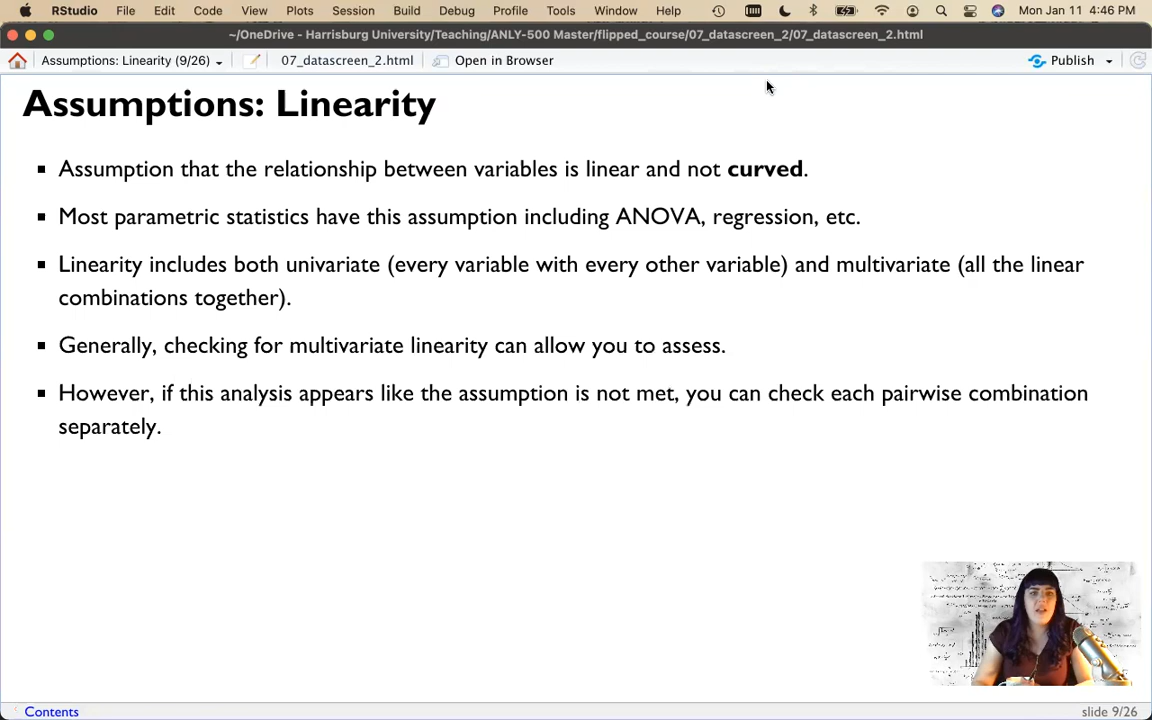 RStudio File Edit Code View Plots Session Build Debug Profile Tools Window Help Mon Jan 11 4:46 PM
~/OneDrive - Harrisburg University/Teaching/ANLY-500 Master/flipped_course/07_datascreen_2/07_datascreen_2.html
Assumptions: Linearity (9/26) 07_datascreen_2.html Open in Browser Publish
Assumptions: Linearity
Assumption that the relationship between variables is linear and not curved.
Most parametric statistics have this assumption including ANOVA, regression, etc.
Linearity includes both univariate (every variable with every other variable) and multivariate (all the linear
combinations together).
Generally, checking for multivariate linearity can allow you to assess.
However, if this analysis appears like the assumption is not met, you can check each pairwise combination
separately.
Contents slide 9/26